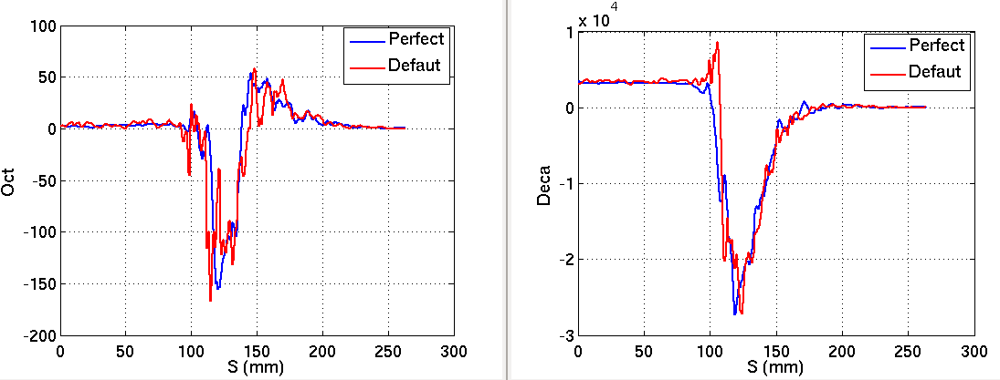 100
50
0
-50
-100
-150
-200
0 50 100 150 200 250 300
Oct
S (mm)
Perfect
Defaut
x 10^4
1
0
-1
-2
-3
0 50 100 150 200 250 300
Deca
S (mm)
Perfect
Defaut